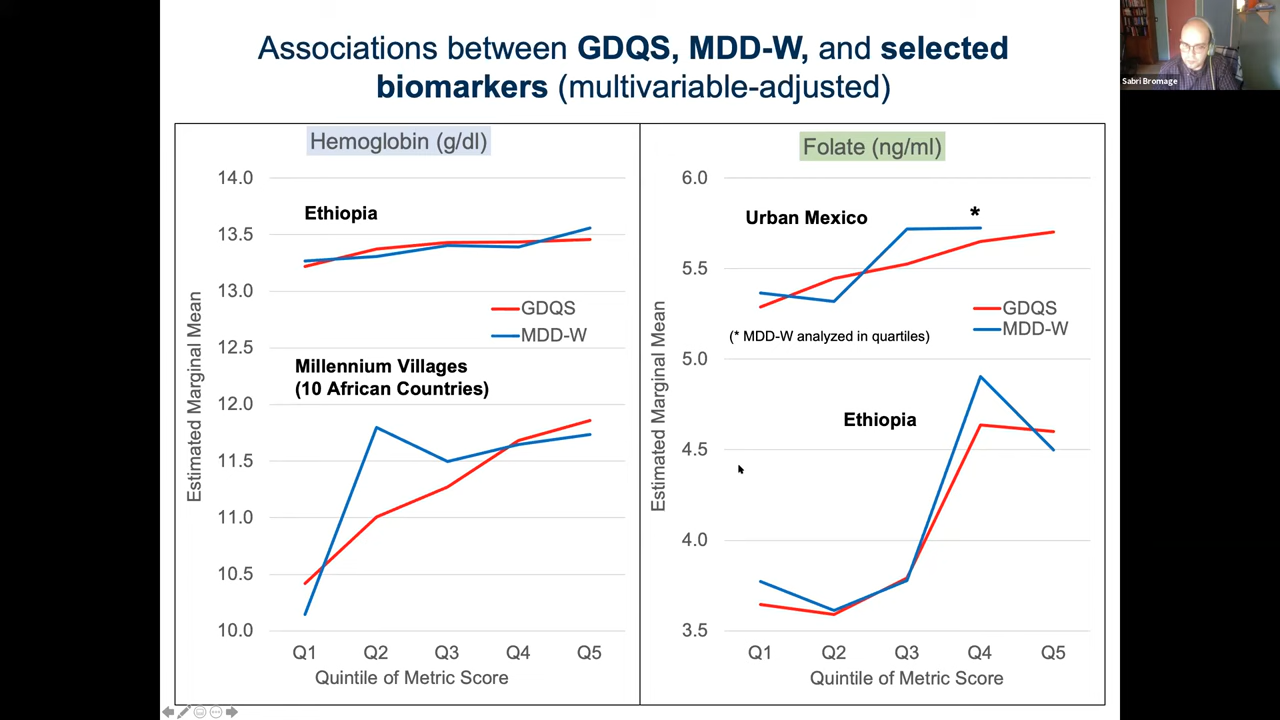 Associations between GDQS, MDD-W, and selected
biomarkers (multivariable-adjusted)
Sabri Bromage
Hemoglobin (g/dl)
Estimated Marginal Mean
14.0
13.5
13.0
12.5
12.0
11.5
11.0
10.5
10.0
Ethiopia
GDQS
MDD-W
Millennium Villages
(10 African Countries)
Q1 Q2 Q3 Q4 Q5
Quintile of Metric Score
Folate (ng/ml)
Estimated Marginal Mean
6.0
5.5
5.0
4.5
4.0
3.5
Urban Mexico
*
GDQS
MDD-W
(* MDD-W analyzed in quartiles)
Ethiopia
Q1 Q2 Q3 Q4 Q5
Quintile of Metric Score